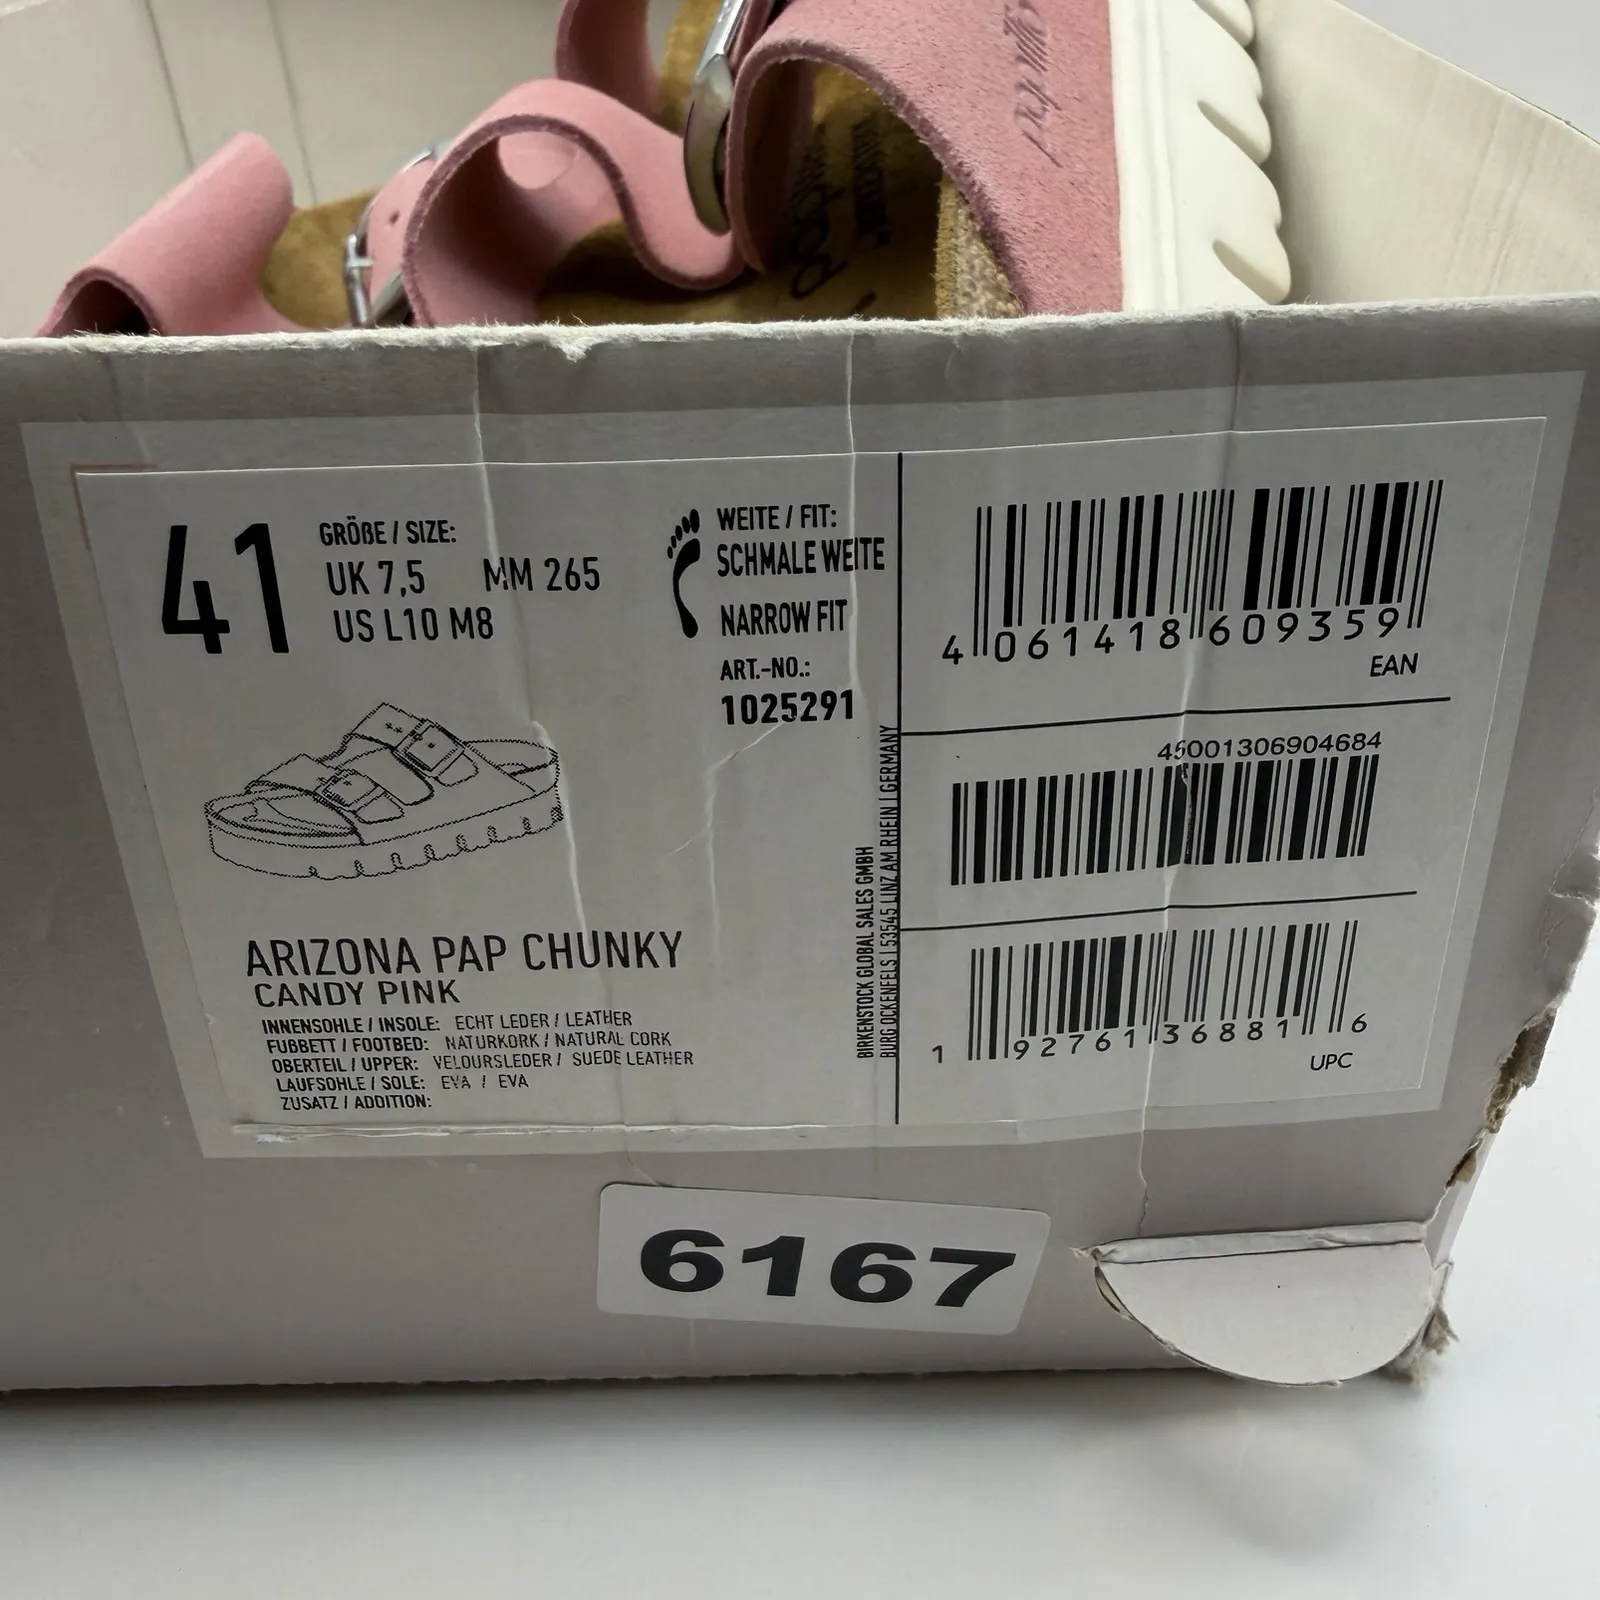 Papillio
Papillio
41
GRÖßE / SIZE:
UK 7,5 MM 265
US L10 M8
WEITE / FIT:
SCHMALE WEITE
NARROW FIT
ART.-NO.:
1025291
ARIZONA PAP CHUNKY
CANDY PINK
INNENSOHLE / INSOLE: ECHT LEDER / LEATHER
FUßBETT / FOOTBED: NATURKORK / NATURAL CORK
OBERTEIL / UPPER: VELOURSLEDER / SUEDE LEATHER
LAUFSOHLE / SOLE: EVA / EVA
ZUSATZ / ADDITION:
BIRKENSTOCK GLOBAL SALES GMBH
BURG OCKENFELS | 53545 LINZ AM RHEIN | GERMANY
4 061418 609359
EAN
45001306904684
1 92761 36881 6
UPC
6167